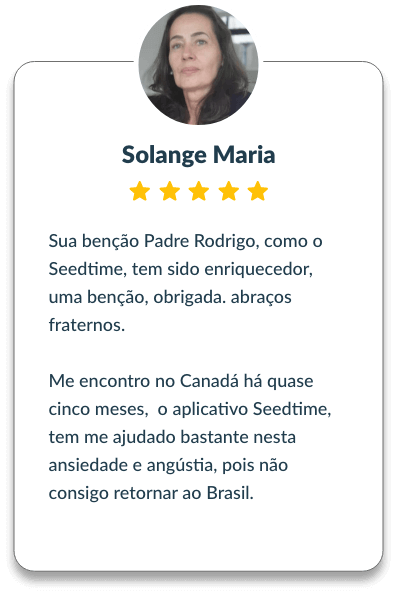 Solange Maria
Sua benção Padre Rodrigo, como o
Seedtime, tem sido enriquecedor,
uma benção, obrigada. abraços
fraternos.
Me encontro no Canadá há quase
cinco meses,  o aplicativo Seedtime,
tem me ajudado bastante nesta
ansiedade e angústia, pois não
consigo retornar ao Brasil.